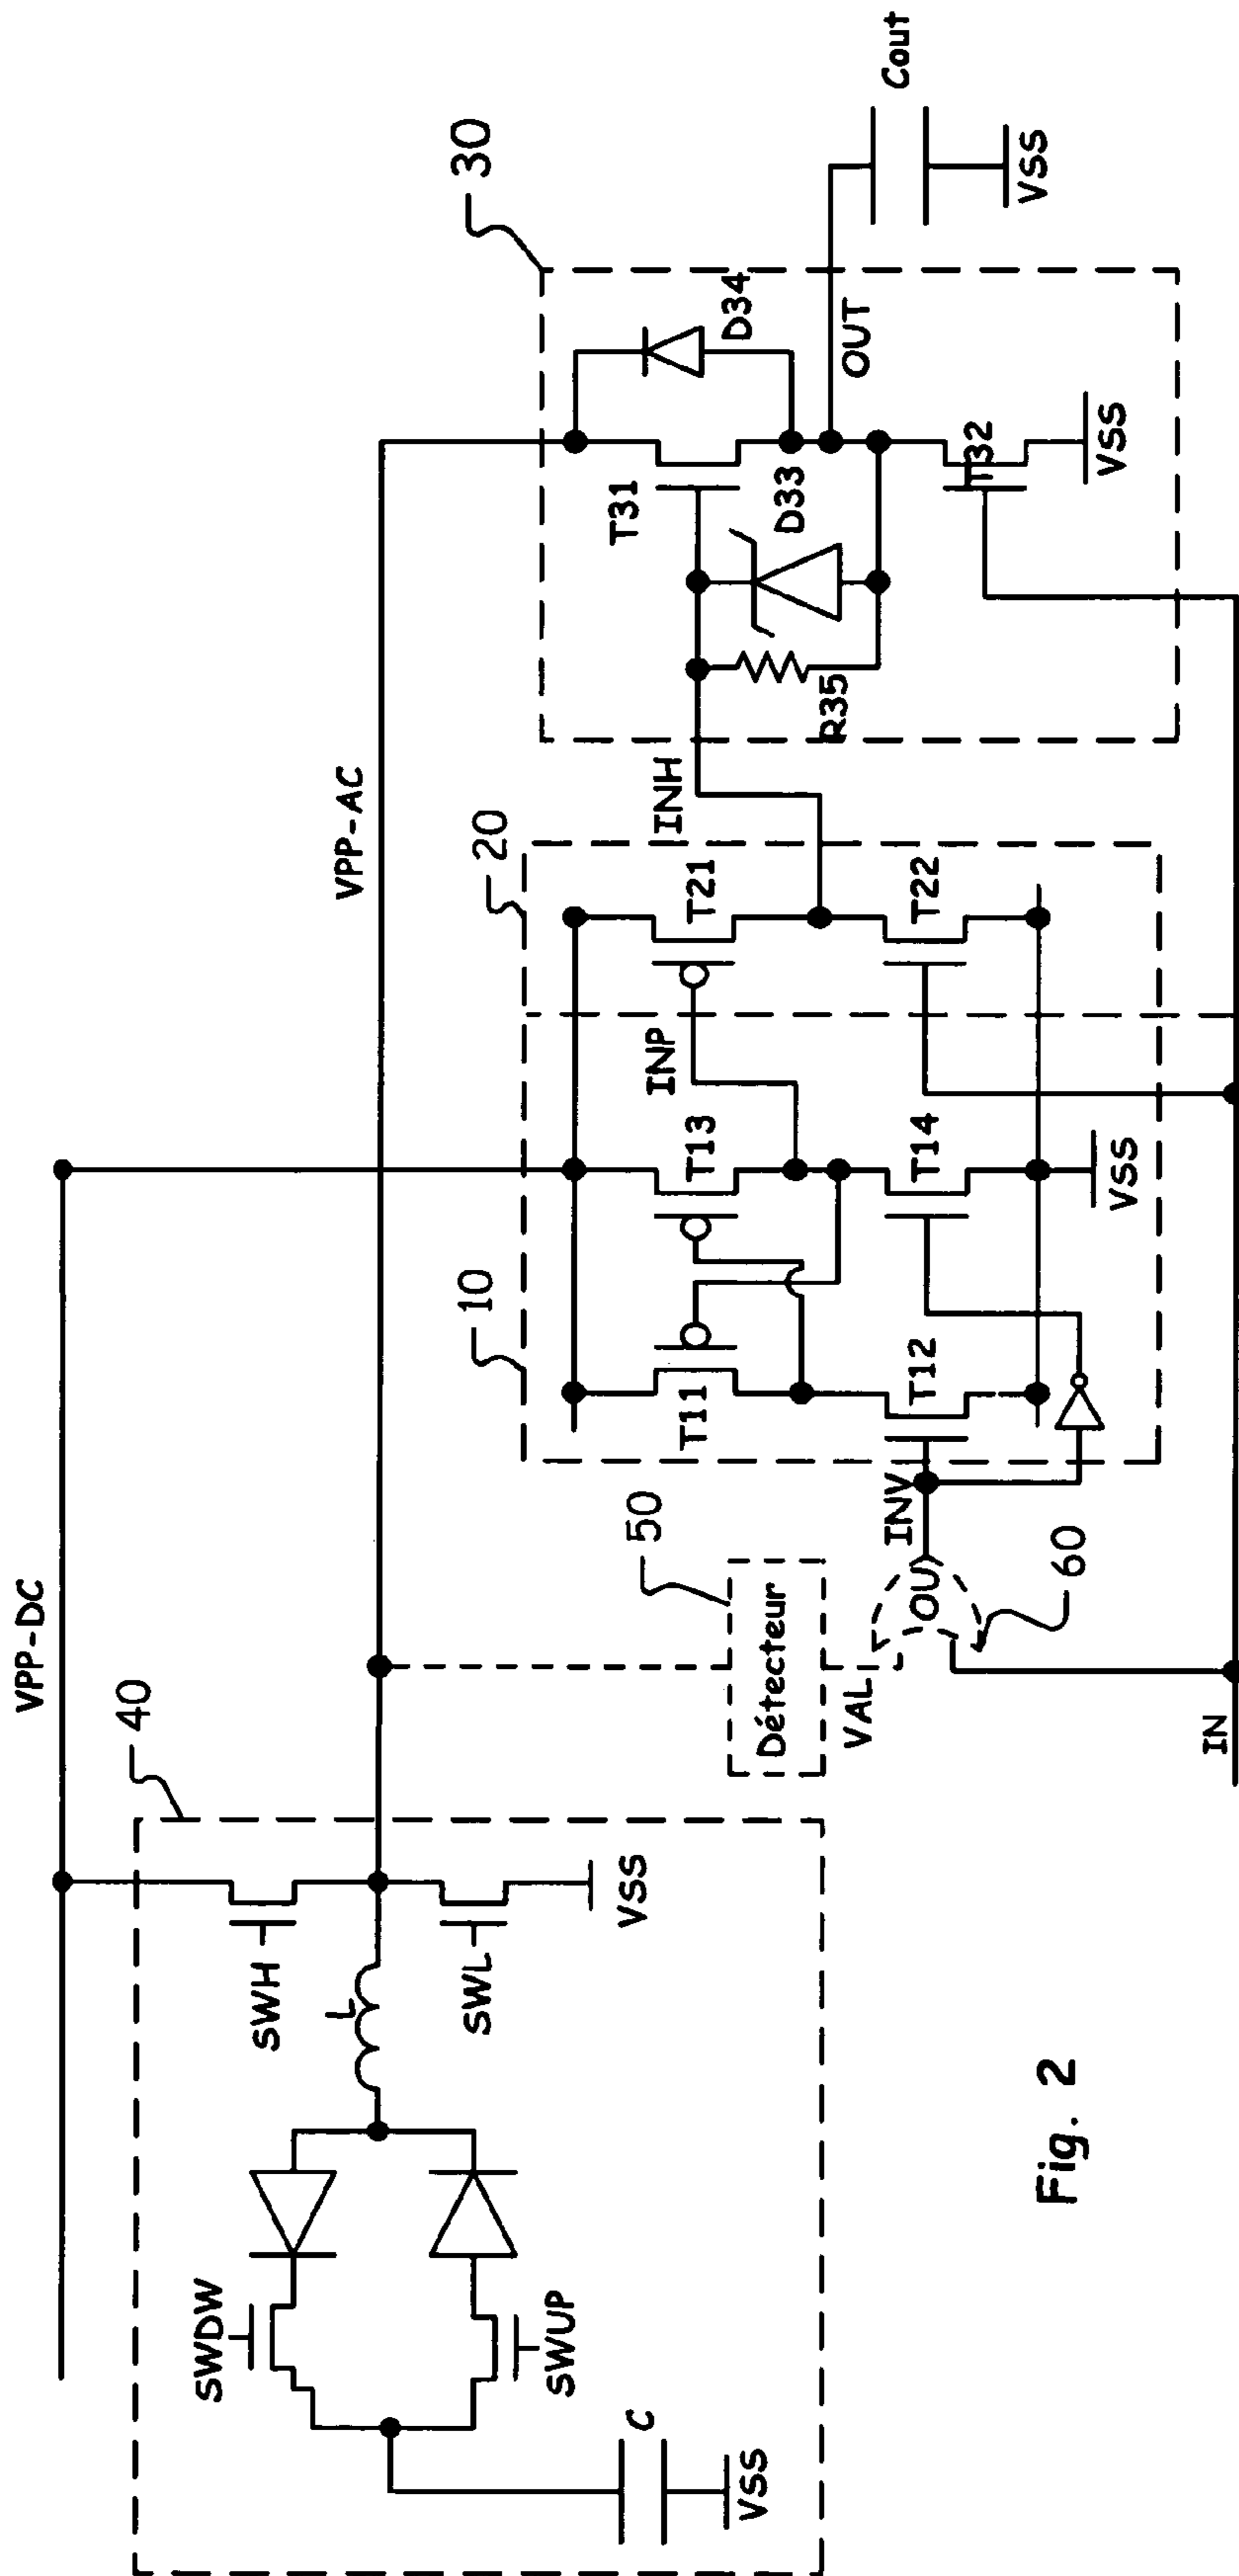 VPP-DC
VPP-AC
40
SWDW
SWUP
C
VSS
L
SWH
SWL
VSS
50
Détecteur
VAL
OU
60
INV
IN
10
T11
T12
T13
T14
VSS
INP
20
T21
T22
INH
30
T31
D33
D34
R35
T32
OUT
VSS
Cout
VSS
Fig. 2